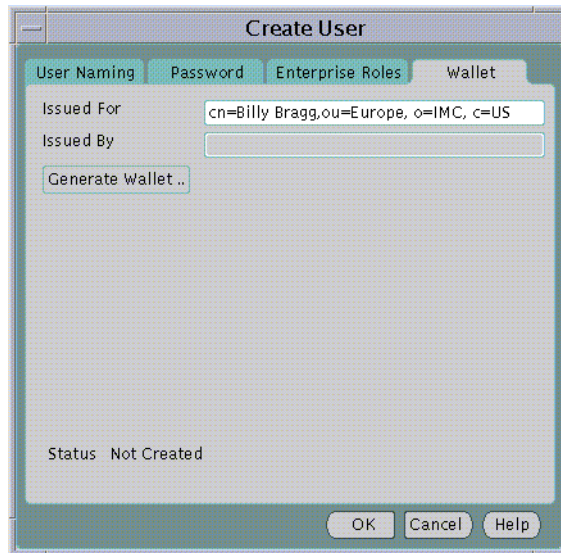 Create User
User Naming Password Enterprise Roles Wallet
Issued For cn=Billy Bragg,ou=Europe, o=IMC, c=US
Issued By
Generate Wallet ..
Status Not Created
OK Cancel Help